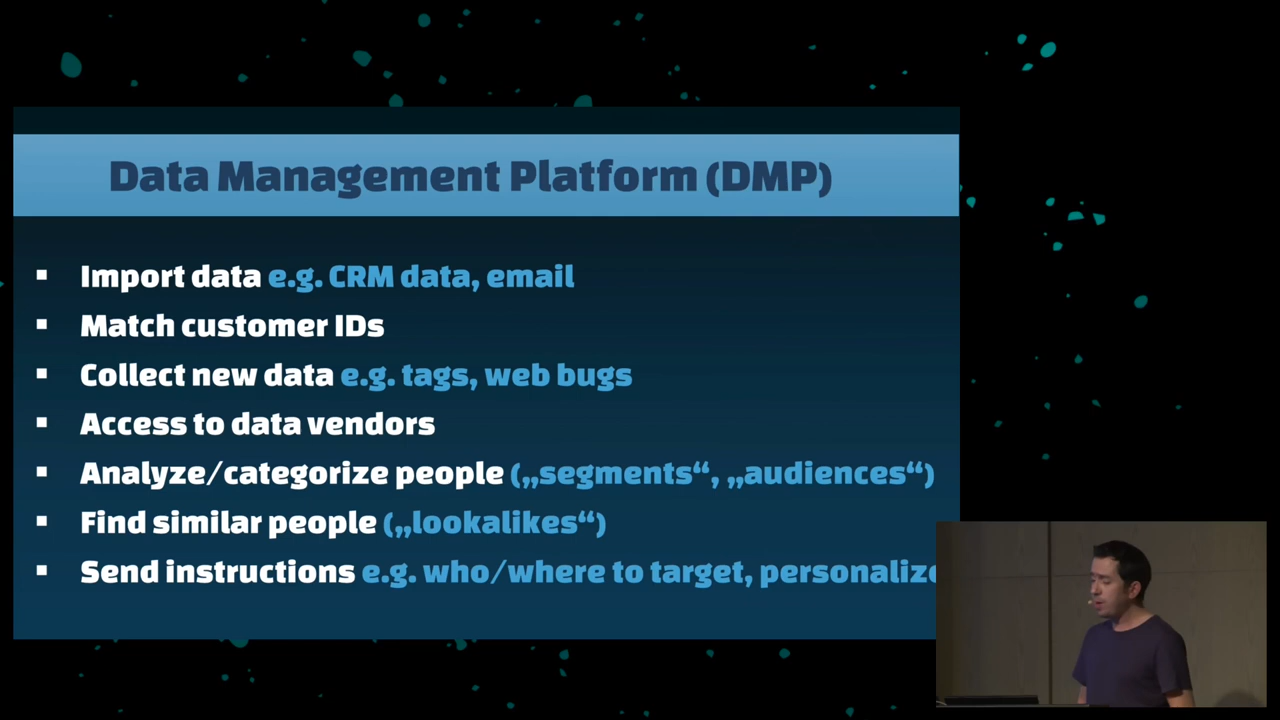 Data Management Platform (DMP)
▪ Import data e.g. CRM data, email
▪ Match customer IDs
▪ Collect new data e.g. tags, web bugs
▪ Access to data vendors
▪ Analyze/categorize people („segments“, „audiences“)
▪ Find similar people („lookalikes“)
▪ Send instructions e.g. who/where to target,